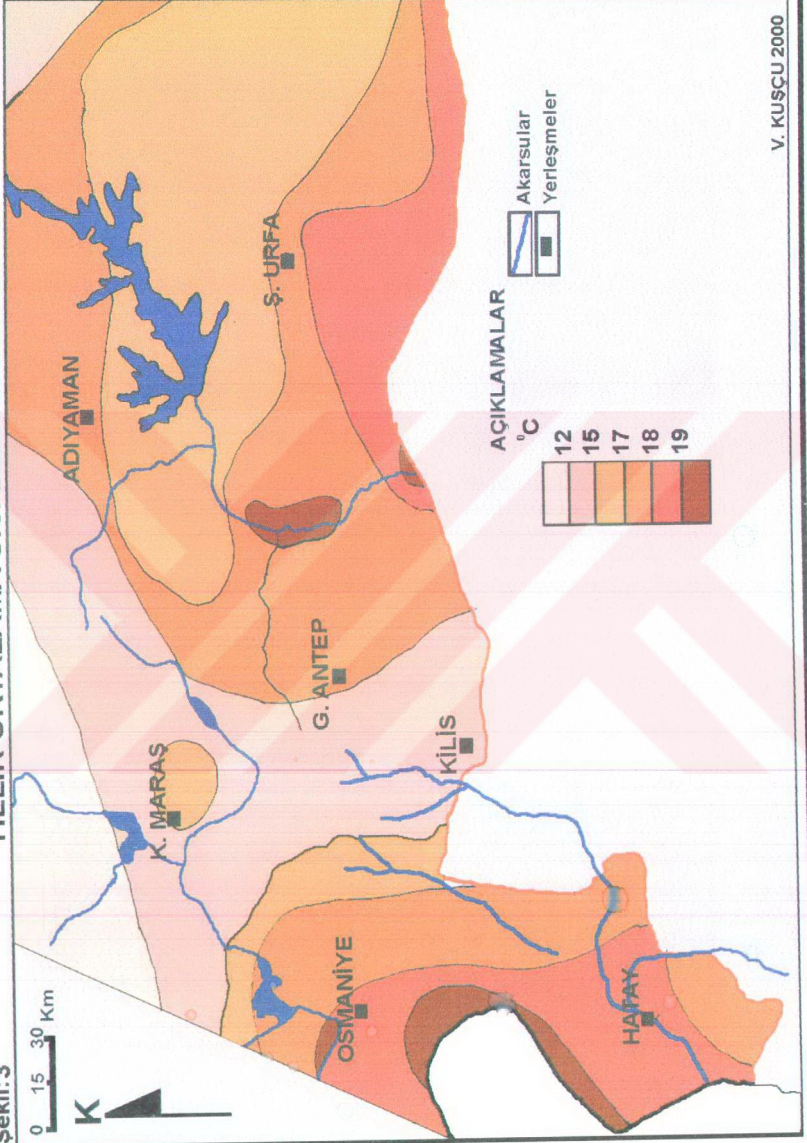 Şekil: 3
0 15 30 Km
K
ADIYAMAN
Ş. URFA
K. MARAŞ
G. ANTEP
KİLİS
OSMANİYE
HATAY
AÇIKLAMALAR
⁰C
12
15
17
18
19
Akarsular
Yerleşmeler
V. KUŞÇU 2000